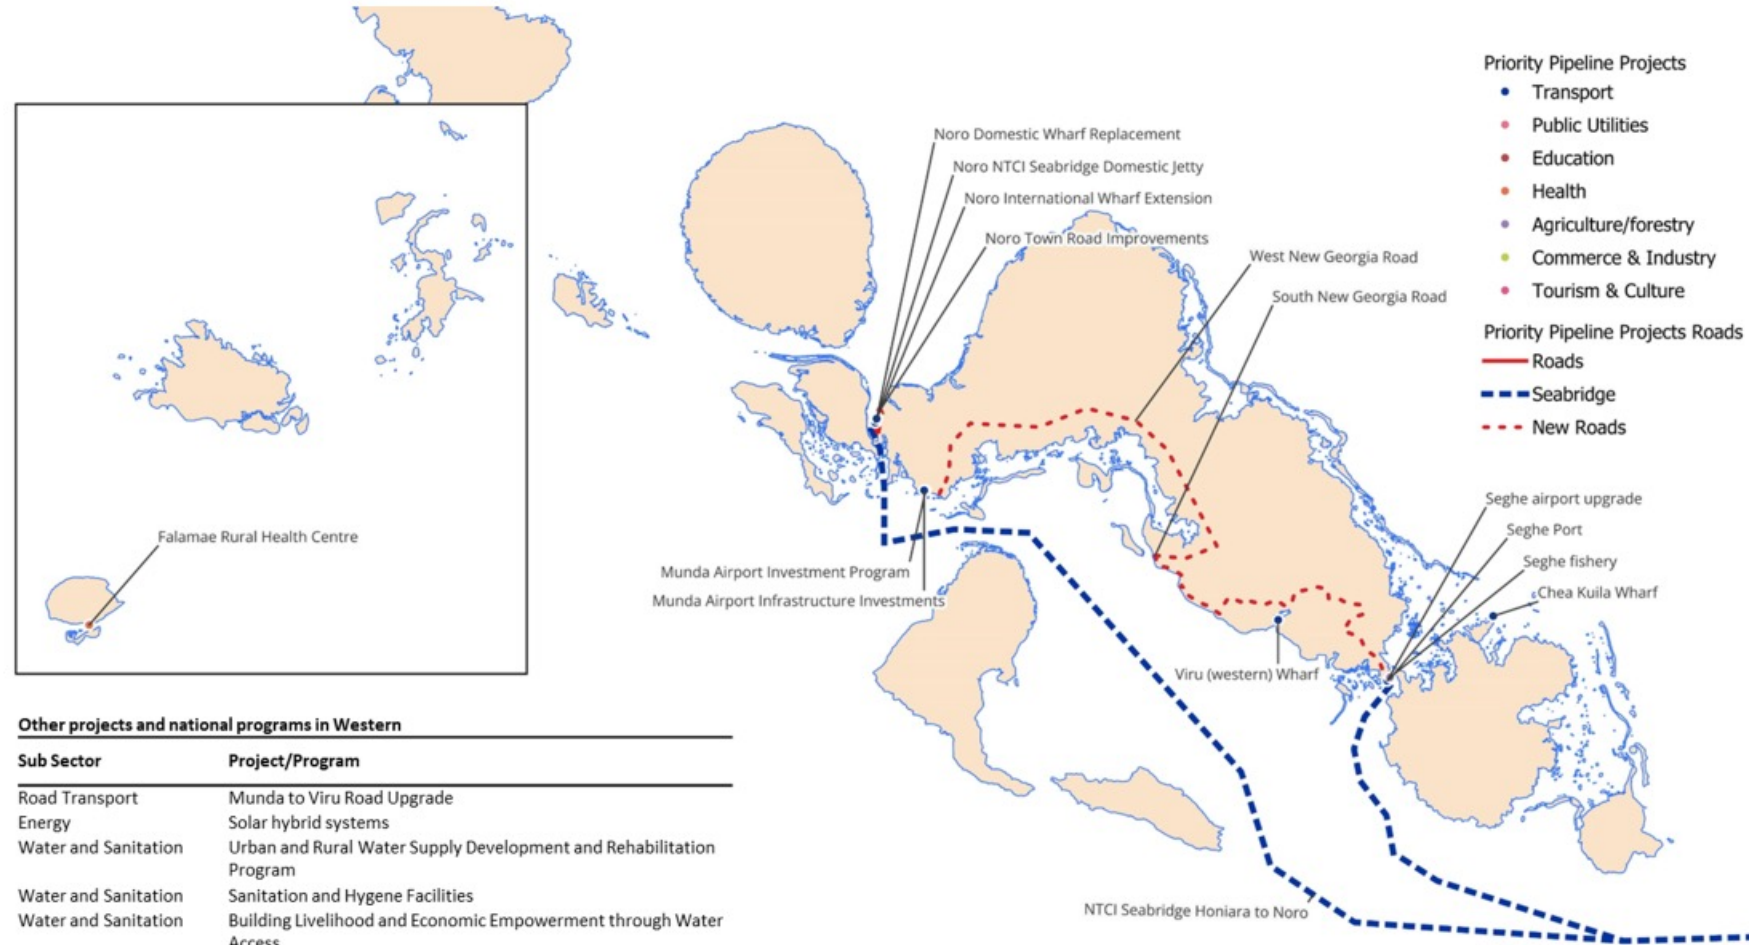 Priority Pipeline Projects
Transport
Public Utilities
Education
Health
Agriculture/forestry
Commerce & Industry
Tourism & Culture
Priority Pipeline Projects Roads
Roads
Seabridge
New Roads
Noro Domestic Wharf Replacement
Noro NTCI Seabridge Domestic Jetty
Noro International Wharf Extension
Noro Town Road Improvements
West New Georgia Road
South New Georgia Road
Seghe airport upgrade
Seghe Port
Seghe fishery
Chea Kuila Wharf
Falamae Rural Health Centre
Munda Airport Investment Program
Munda Airport Infrastructure Investments
Viru (western) Wharf
NTCI Seabridge Honiara to Noro
Other projects and national programs in Western
Sub Sector Project/Program
Road Transport Munda to Viru Road Upgrade
Energy Solar hybrid systems
Water and Sanitation Urban and Rural Water Supply Development and Rehabilitation
Program
Water and Sanitation Sanitation and Hygene Facilities
Water and Sanitation Building Livelihood and Economic Empowerment through Water
Access